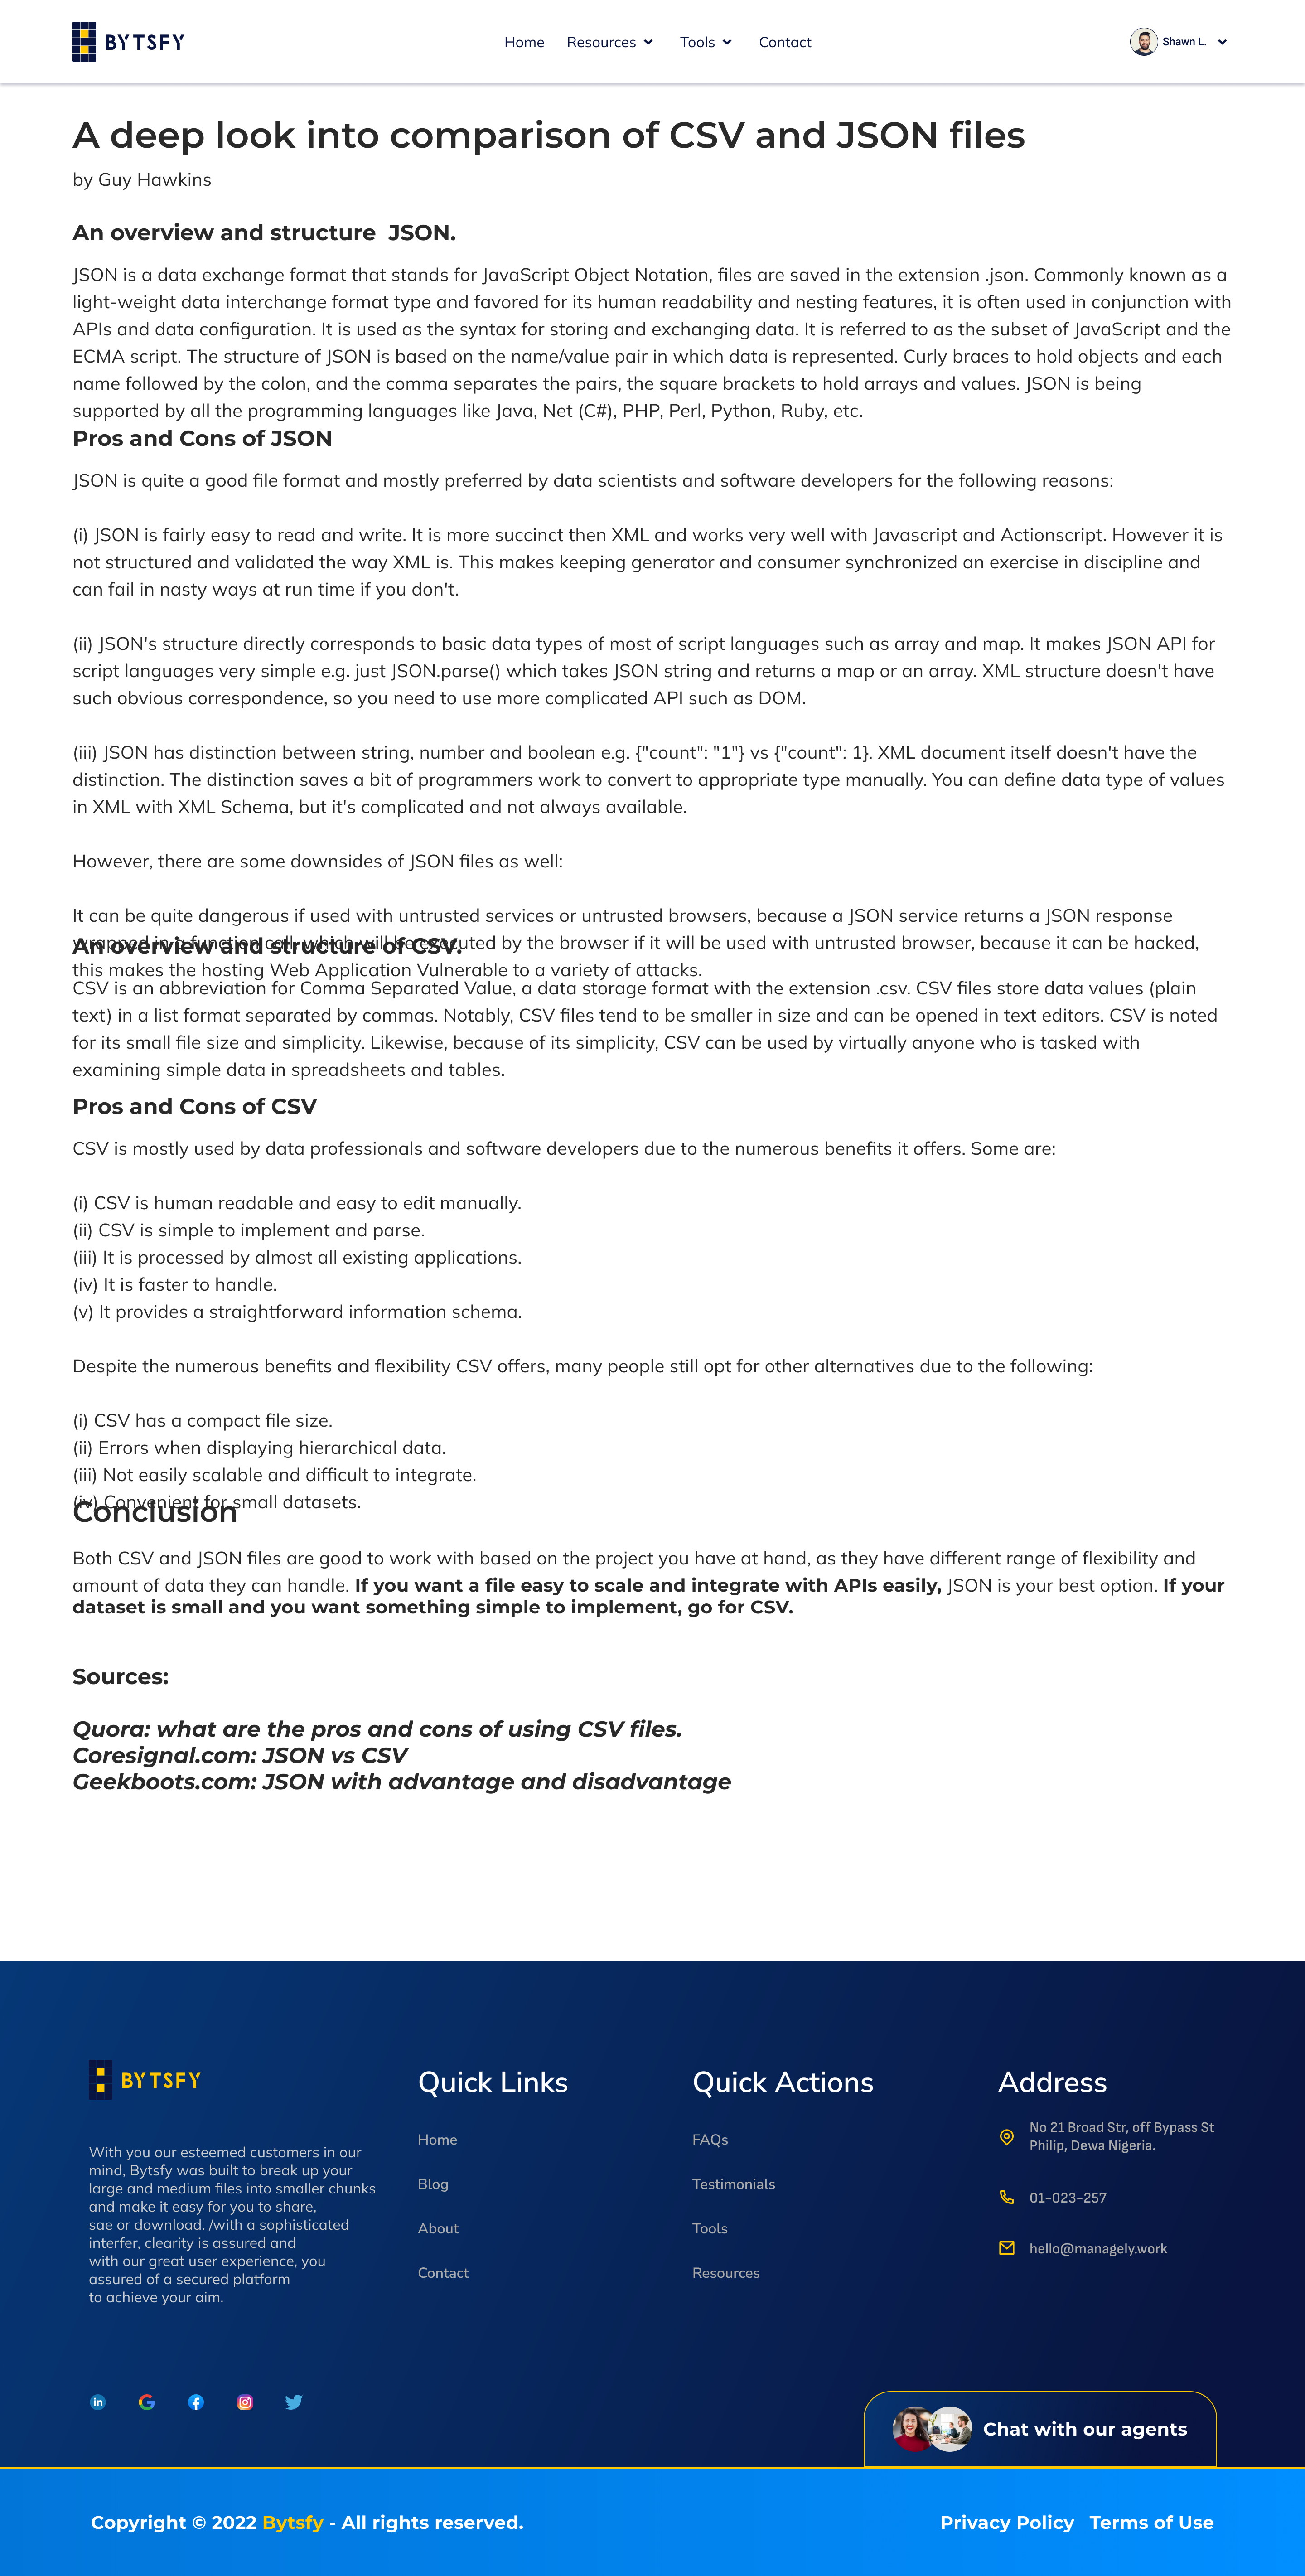 BYTSFY
Home Resources Tools Contact
Shawn L.
A deep look into comparison of CSV and JSON files
by Guy Hawkins
An overview and structure  JSON.
JSON is a data exchange format that stands for JavaScript Object Notation, files are saved in the extension .json. Commonly known as a
light-weight data interchange format type and favored for its human readability and nesting features, it is often used in conjunction with
APIs and data configuration. It is used as the syntax for storing and exchanging data. It is referred to as the subset of JavaScript and the
ECMA script. The structure of JSON is based on the name/value pair in which data is represented. Curly braces to hold objects and each
name followed by the colon, and the comma separates the pairs, the square brackets to hold arrays and values. JSON is being
supported by all the programming languages like Java, Net (C#), PHP, Perl, Python, Ruby, etc.
Pros and Cons of JSON
JSON is quite a good file format and mostly preferred by data scientists and software developers for the following reasons:
(i) JSON is fairly easy to read and write. It is more succinct then XML and works very well with Javascript and Actionscript. However it is
not structured and validated the way XML is. This makes keeping generator and consumer synchronized an exercise in discipline and
can fail in nasty ways at run time if you don't.
(ii) JSON's structure directly corresponds to basic data types of most of script languages such as array and map. It makes JSON API for
script languages very simple e.g. just JSON.parse() which takes JSON string and returns a map or an array. XML structure doesn't have
such obvious correspondence, so you need to use more complicated API such as DOM.
(iii) JSON has distinction between string, number and boolean e.g. {"count": "1"} vs {"count": 1}. XML document itself doesn't have the
distinction. The distinction saves a bit of programmers work to convert to appropriate type manually. You can define data type of values
in XML with XML Schema, but it's complicated and not always available.
However, there are some downsides of JSON files as well:
It can be quite dangerous if used with untrusted services or untrusted browsers, because a JSON service returns a JSON response
wrapped in a function call, which will be executed by the browser if it will be used with untrusted browser, because it can be hacked,
An overview and structure of CSV.
this makes the hosting Web Application Vulnerable to a variety of attacks.
CSV is an abbreviation for Comma Separated Value, a data storage format with the extension .csv. CSV files store data values (plain
text) in a list format separated by commas. Notably, CSV files tend to be smaller in size and can be opened in text editors. CSV is noted
for its small file size and simplicity. Likewise, because of its simplicity, CSV can be used by virtually anyone who is tasked with
examining simple data in spreadsheets and tables.
Pros and Cons of CSV
CSV is mostly used by data professionals and software developers due to the numerous benefits it offers. Some are:
(i) CSV is human readable and easy to edit manually.
(ii) CSV is simple to implement and parse.
(iii) It is processed by almost all existing applications.
(iv) It is faster to handle.
(v) It provides a straightforward information schema.
Despite the numerous benefits and flexibility CSV offers, many people still opt for other alternatives due to the following:
(i) CSV has a compact file size.
(ii) Errors when displaying hierarchical data.
(iii) Not easily scalable and difficult to integrate.
(iv) Convenient for small datasets.
Conclusion
Both CSV and JSON files are good to work with based on the project you have at hand, as they have different range of flexibility and
amount of data they can handle. If you want a file easy to scale and integrate with APIs easily, JSON is your best option. If your
dataset is small and you want something simple to implement, go for CSV.
Sources:
Quora: what are the pros and cons of using CSV files.
Coresignal.com: JSON vs CSV
Geekboots.com: JSON with advantage and disadvantage
BYTSFY
With you our esteemed customers in our
mind, Bytsfy was built to break up your
large and medium files into smaller chunks
and make it easy for you to share,
sae or download. /with a sophisticated
interfer, clearity is assured and
with our great user experience, you
assured of a secured platform
to achieve your aim.
Quick Links
Home
Blog
About
Contact
Quick Actions
FAQs
Testimonials
Tools
Resources
Address
No 21 Broad Str, off Bypass St
Philip, Dewa Nigeria.
01-023-257
hello@managely.work
Chat with our agents
Copyright © 2022 Bytsfy - All rights reserved.
Privacy Policy Terms of Use